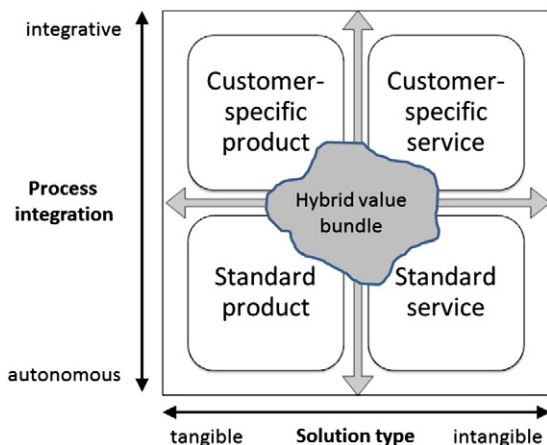 integrative
Customer-
specific
product
Customer-
specific
service
Process
integration
Hybrid value
bundle
Standard
product
Standard
service
autonomous
tangible
Solution type
intangible